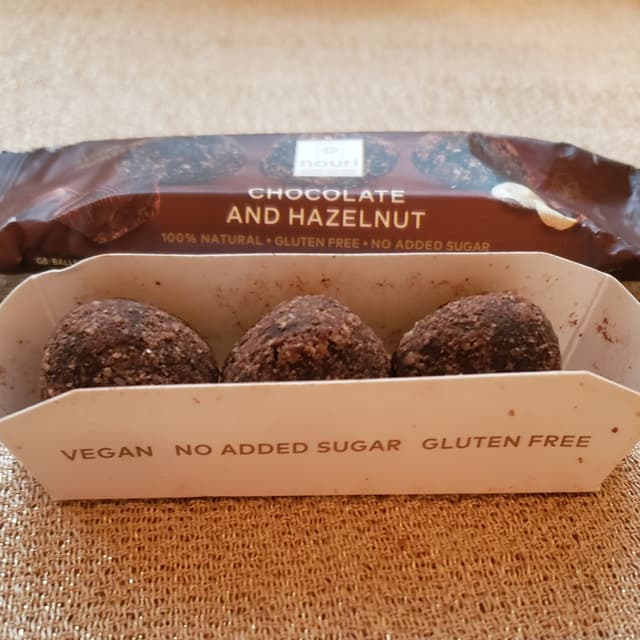 nouri
CHOCOLATE
AND HAZELNUT
100% NATURAL • GLUTEN FREE • NO ADDED SUGAR
VEGAN NO ADDED SUGAR GLUTEN FREE